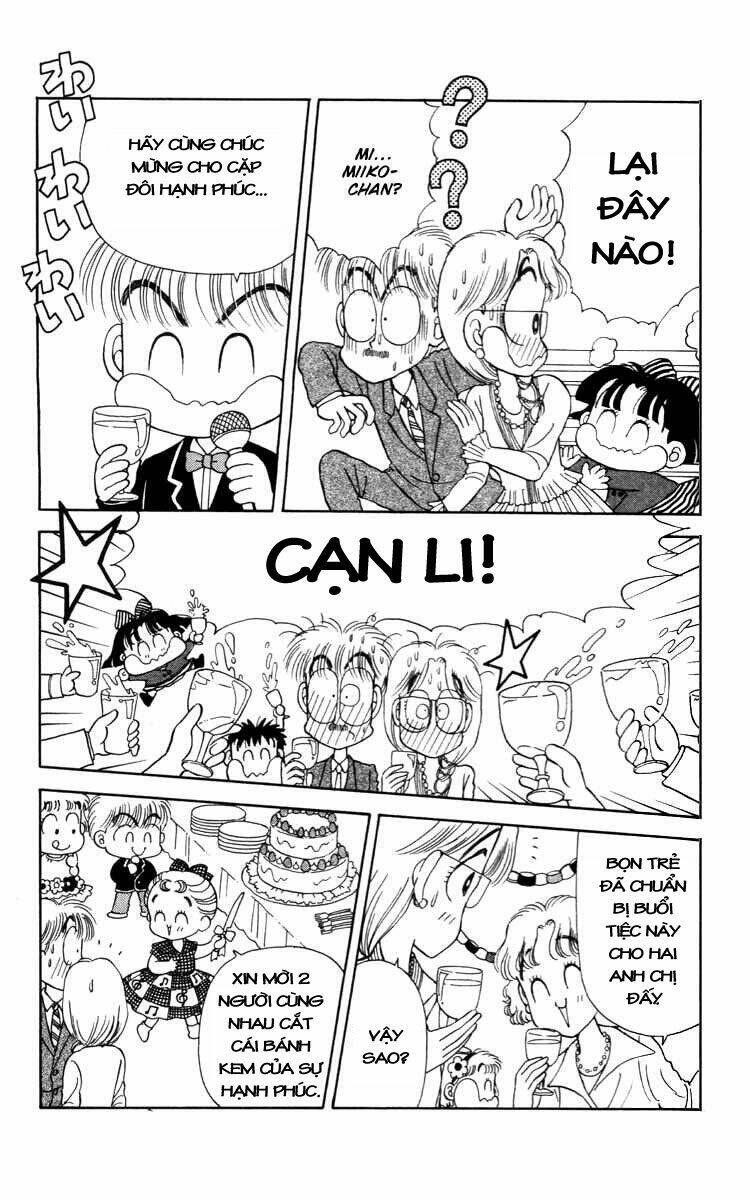 LẠI
ĐÂY
NÀO!
?
?
MI...
MIIKO-
CHAN?
HÃY CÙNG CHÚC
MỪNG CHO CẶP
ĐÔI HẠNH PHÚC...
わい
わい
わい
CẠN LI!
BỌN TRẺ
ĐÃ CHUẨN
BỊ BUỔI
TIỆC NÀY
CHO HAI
ANH CHỊ
ĐẤY.
VẬY
SAO?
XIN MỜI 2
NGƯỜI CÙNG
NHAU CẮT
CÁI BÁNH
KEM CỦA SỰ
HẠNH PHÚC.